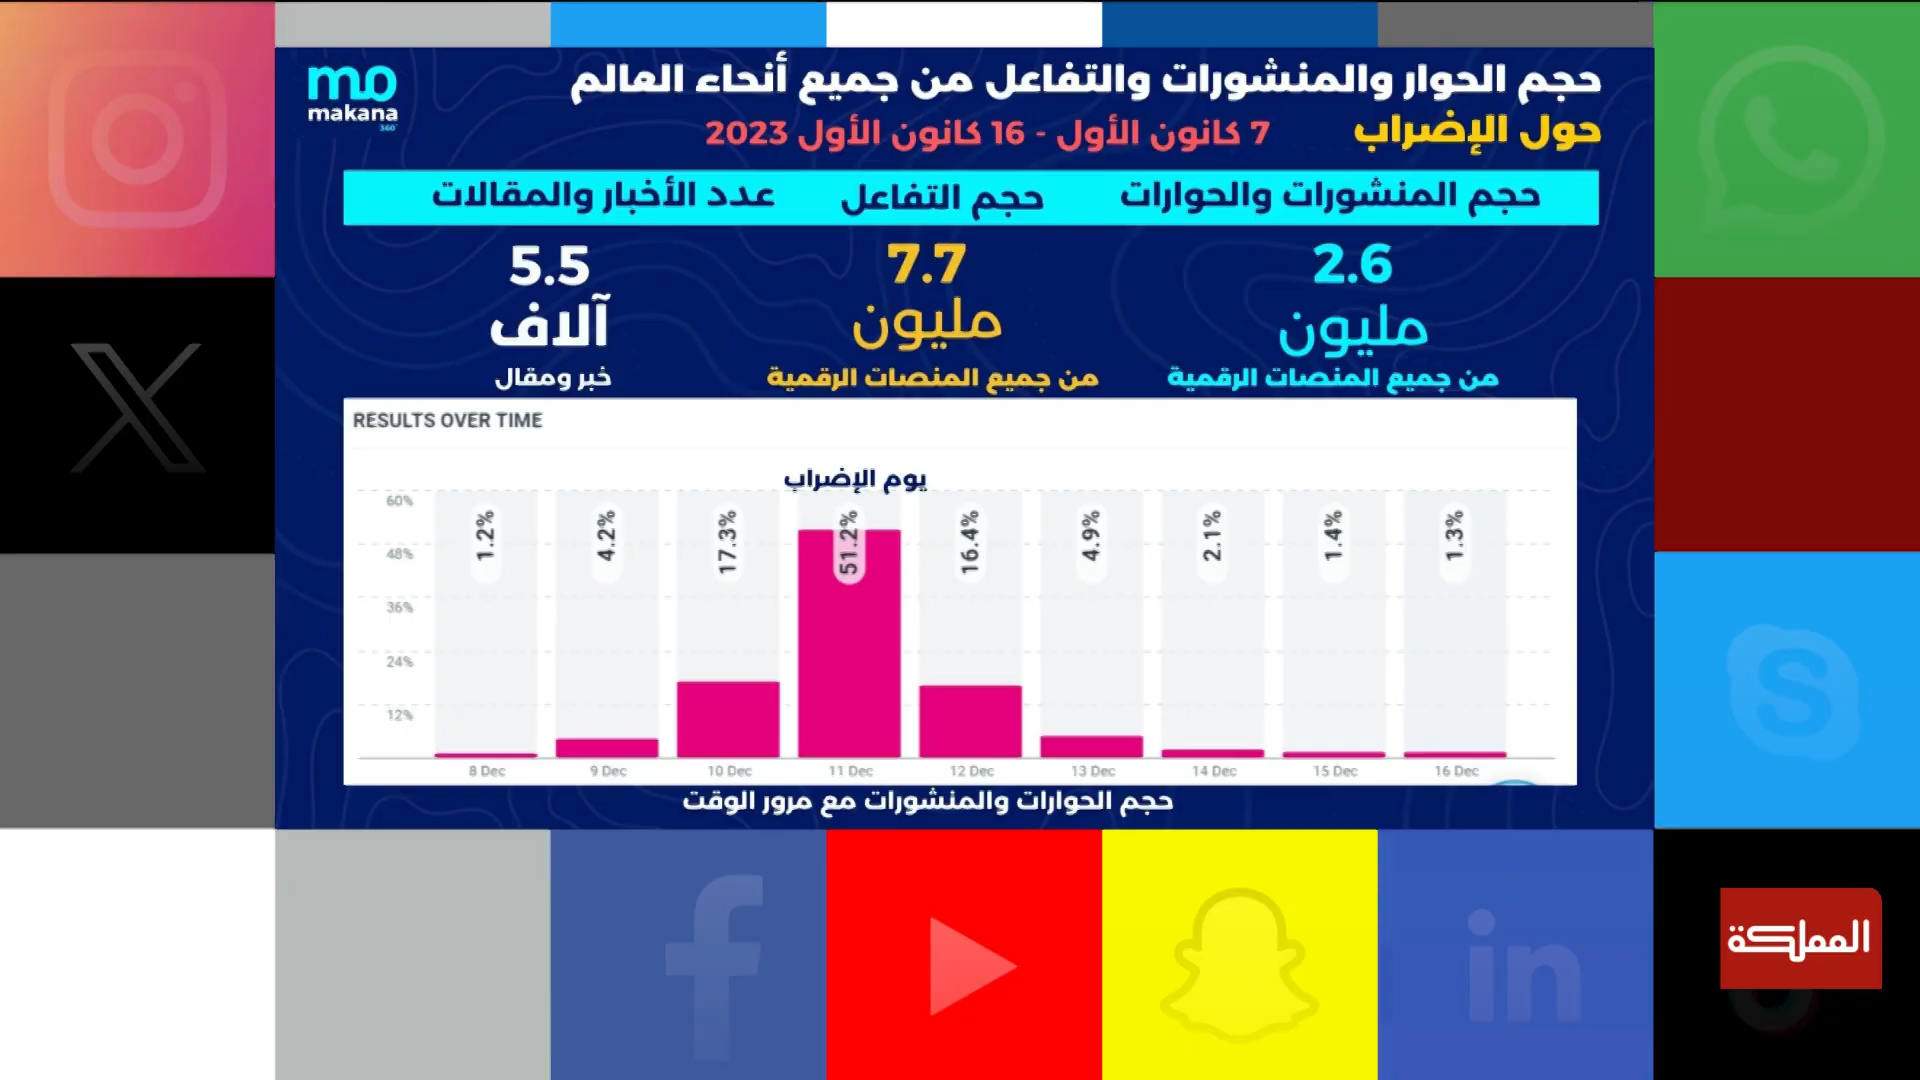 mo
makana
360°
حجم الحوار والمنشورات والتفاعل من جميع أنحاء العالم
حول الإضراب 7 كانون الأول - 16 كانون الأول 2023
حجم المنشورات والحوارات حجم التفاعل عدد الأخبار والمقالات
2.6 7.7 5.5
مليون مليون آلاف
من جميع المنصات الرقمية من جميع المنصات الرقمية خبر ومقال
RESULTS OVER TIME
يوم الإضراب
60%
48%
36%
24%
12%
1.2% 4.2% 17.3% 51.2% 16.4% 4.9% 2.1% 1.4% 1.3%
8 Dec 9 Dec 10 Dec 11 Dec 12 Dec 13 Dec 14 Dec 15 Dec 16 Dec
حجم الحوارات والمنشورات مع مرور الوقت
in
المملكة